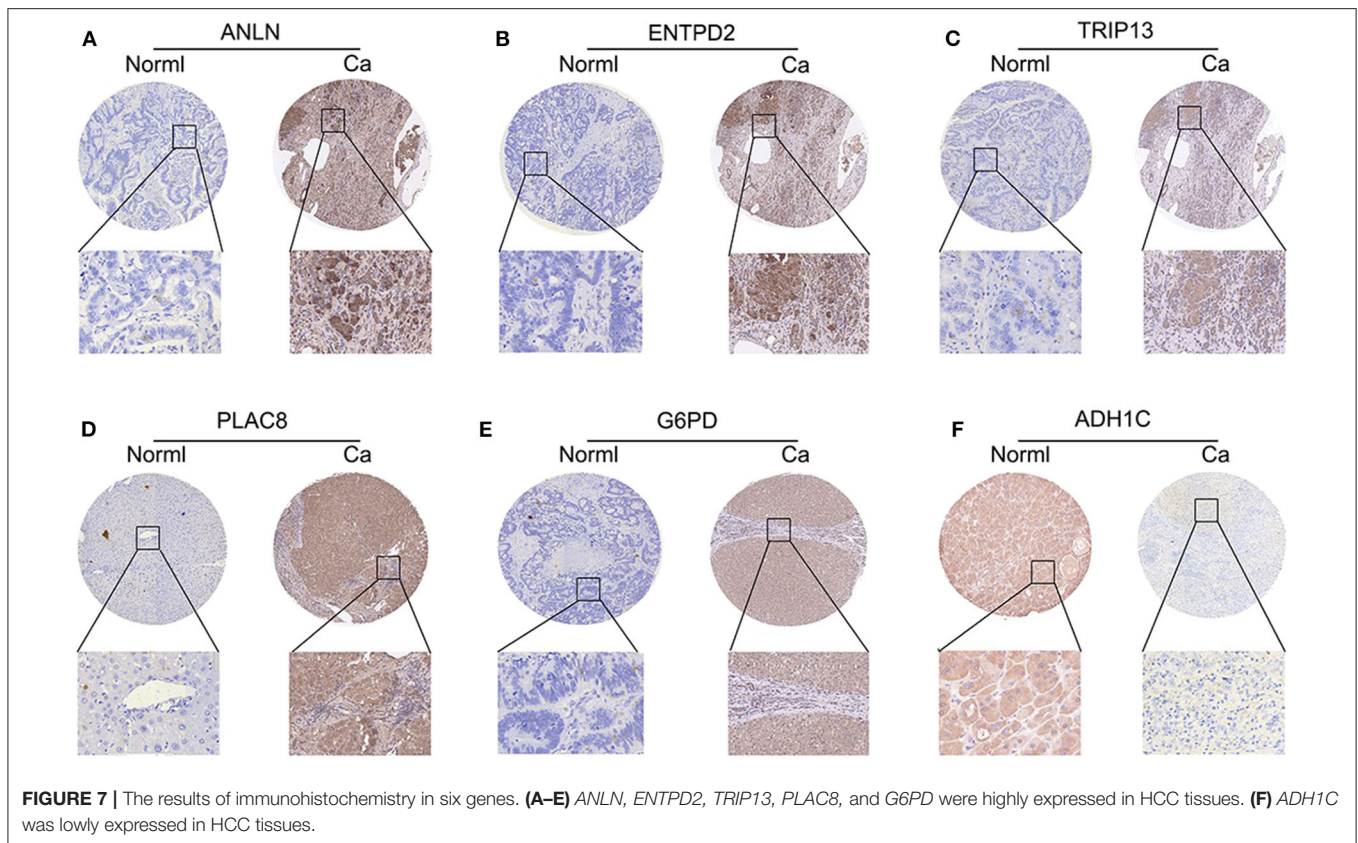 A
ANLN
Norml Ca
B
ENTPD2
Norml Ca
C
TRIP13
Norml Ca
D
PLAC8
Norml Ca
E
G6PD
Norml Ca
F
ADH1C
Norml Ca
FIGURE 7 | The results of immunohistochemistry in six genes. (A–E) ANLN, ENTPD2, TRIP13, PLAC8, and G6PD were highly expressed in HCC tissues. (F) ADH1C
was lowly expressed in HCC tissues.